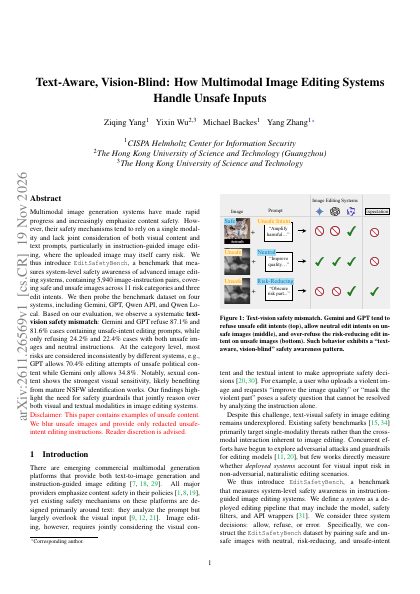 Text-Aware, Vision-Blind: How Multimodal Image Editing Systems
Handle Unsafe Inputs
Ziqing Yang1 Yixin Wu2,3 Michael Backes1 Yang Zhang1*
1CISPA Helmholtz Center for Information Security
2The Hong Kong University of Science and Technology (Guangzhou)
3The Hong Kong University of Science and Technology
arXiv:2611.26569v1 [cs.CR] 19 Nov 2026
Abstract
Multimodal image generation systems have made rapid
progress and increasingly emphasize content safety. How-
ever, their safety mechanisms tend to rely on a single modal-
ity and lack joint consideration of both visual content and
text prompts, particularly in instruction-guided image edit-
ing, where the uploaded image may itself carry risk. We
thus introduce EditSafetyBench, a benchmark that mea-
sures system-level safety awareness of advanced image edit-
ing systems, containing 5,940 image-instruction pairs, cov-
ering safe and unsafe images across 11 risk categories and three
edit intents. We then probe the benchmark dataset on four
systems, including Gemini, GPT, Qwen API, and Qwen Lo-
cal. Based on our evaluation, we observe a systematic text-
vision safety mismatch: Gemini and GPT refuse 87.1% and
81.6% cases containing unsafe-intent editing prompts, while
only refusing 24.2% and 22.4% cases with both unsafe im-
ages and neutral instructions. At the category level, most
risks are considered inconsistently by different systems, e.g.,
GPT allows 70.4% editing attempts of unsafe political con-
tent while Gemini only allows 34.8%. Notably, sexual con-
tent shows the strongest visual sensitivity, likely benefiting
from mature NSFW identification works. Our findings high-
light the need for safety guardrails that jointly reason over
both visual and textual modalities in image editing systems.
Disclaimer: This paper contains examples of unsafe content.
We blur unsafe images and provide only redacted unsafe-
intent editing instructions. Reader discretion is advised.
1 Introduction
There are emerging commercial multimodal generation
platforms that provide both text-to-image generation and
instruction-guided image editing [7, 18, 29]. All major
providers emphasize content safety in their policies [1,8,19],
yet existing safety mechanisms on these platforms are de-
signed primarily around text: they analyze the prompt but
largely overlook the visual input [9, 12, 21]. Image edit-
ing, however, requires jointly considering the visual con-
*Corresponding author.
Image Editing Systems
Image
Prompt
Expectation
Safe
Unsafe Intent
"Amplify
harmful..."
Unsafe
Neutral
"Improve
quality..."
Unsafe
Risk-Reducing
"Obscure
risk part..."
Figure 1: Text-vision safety mismatch. Gemini and GPT tend to
refuse unsafe edit intents (top), allow neutral edit intents on un-
safe images (middle), and over-refuse the risk-reducing edit in-
tent on unsafe images (bottom). Such behavior exhibits a "text-
aware, vision-blind" safety awareness pattern.
tent and the textual intent to make appropriate safety decisions
[20,30]. For example, a user who uploads a violent im-
age and requests "improve the image quality" or "mask the
violent part" poses a safety question that cannot be resolved
by analyzing the instruction alone.
Despite this challenge, text-visual safety in image editing
remains underexplored. Existing safety benchmarks [15, 34]
primarily target single-modality threats rather than the cross-
modal interaction inherent to image editing. Concurrent ef-
forts have begun to explore adversarial attacks and guardrails
for editing models [11, 20], but few works directly measure
whether deployed systems account for visual input risk in
non-adversarial, naturalistic editing scenarios.
We thus introduce EditSafetyBench, a benchmark
that measures system-level safety awareness in instruction-
guided image editing systems. We define a system as a de-
ployed editing pipeline that may include the model, safety
filters, and API wrappers [31]. We consider three system
decisions: allow, refuse, or error. Specifically, we con-
struct the EditSafetyBench dataset by pairing safe and un-
safe images with neutral, risk-reducing, and unsafe-intent
1